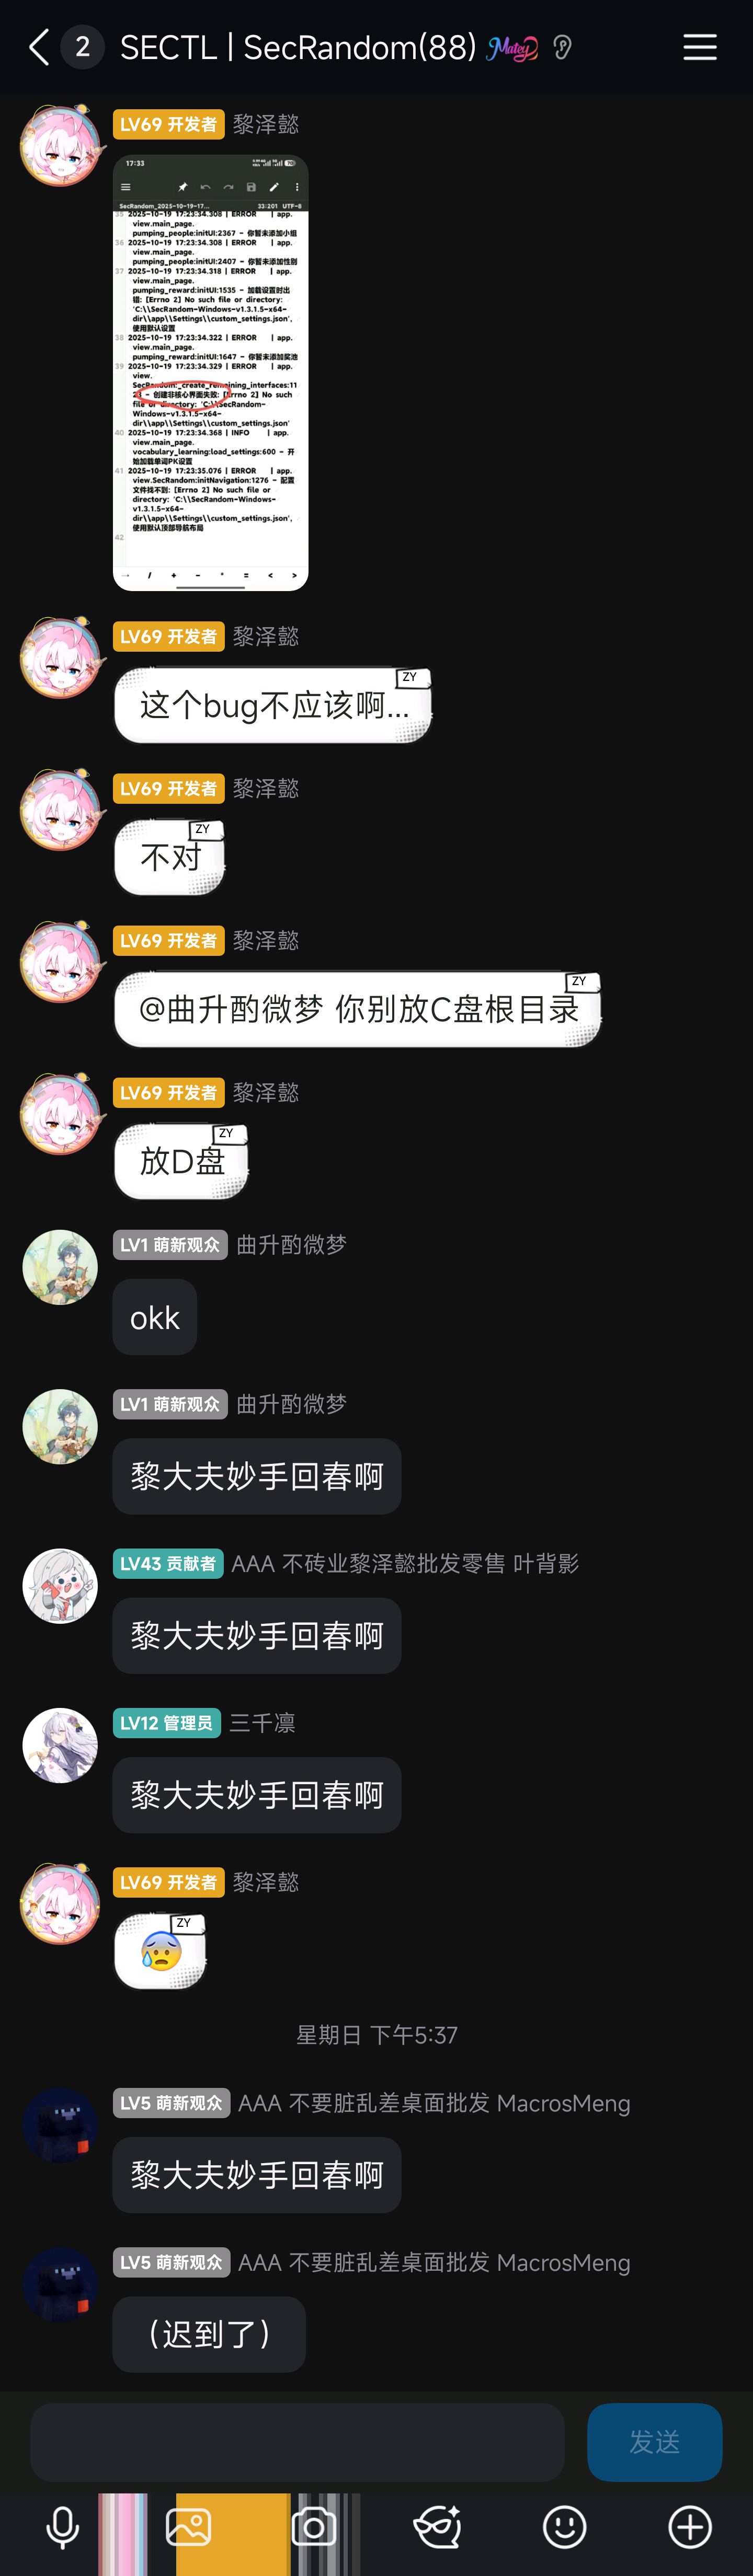 2 SECTL | SecRandom(88) Matey
LV69 开发者 黎泽懿
17:33
SecRandom_2025-10-19-17... 33:201 UTF-8
35 2025-10-19 17:23:34.308 | ERROR | app.
view.main_page.
pumping_people:initUI:2367 - 你暂未添加小组
36 2025-10-19 17:23:34.309 | ERROR | app.
view.main_page.
pumping_people:initUI:2407 - 你暂未添加性别
37 2025-10-19 17:23:34.318 | ERROR | app.
view.main_page.
pumping_reward:initUI:1535 - 加载设置时出
错: [Errno 2] No such file or directory:
'C:\\SecRandom-Windows-v1.3.1.5-x64-
dir\\app\\Settings\\custom_settings.json',
使用默认设置
38 2025-10-19 17:23:34.322 | ERROR | app.
view.main_page.
pumping_reward:initUI:1647 - 你暂未添加奖池
39 2025-10-19 17:23:34.329 | ERROR | app.
view.
SecRandom:_create_remaining_interfaces:11
- 创建非核心界面失败: [Errno 2] No such
file or directory: 'C:\\SecRandom-
Windows-v1.3.1.5-x64-
dir\\app\\Settings\\custom_settings.json'
40 2025-10-19 17:23:34.368 | INFO | app.
view.main_page.
vocabulary_learning:load_settings:600 - 开
始加载单词PK设置
41 2025-10-19 17:23:35.076 | ERROR | app.
view.SecRandom:initNavigation:1276 - 配置
文件找不到: [Errno 2] No such file or
directory: 'C:\\SecRandom-Windows-
v1.3.1.5-x64-
dir\\app\\Settings\\custom_settings.json',
使用默认顶部导航布局
42
/ + - * = < >
LV69 开发者 黎泽懿
ZY
这个bug不应该啊...
LV69 开发者 黎泽懿
ZY
不对
LV69 开发者 黎泽懿
ZY
@曲升酌微梦 你别放C盘根目录
LV69 开发者 黎泽懿
ZY
放D盘
LV1 萌新观众 曲升酌微梦
okk
LV1 萌新观众 曲升酌微梦
黎大夫妙手回春啊
LV43 贡献者 AAA 不砖业黎泽懿批发零售 叶背影
黎大夫妙手回春啊
LV12 管理员 三千凛
黎大夫妙手回春啊
LV69 开发者 黎泽懿
ZY
😰
星期日 下午5:37
LV5 萌新观众 AAA 不要脏乱差桌面批发 MacrosMeng
黎大夫妙手回春啊
LV5 萌新观众 AAA 不要脏乱差桌面批发 MacrosMeng
（迟到了）
发送